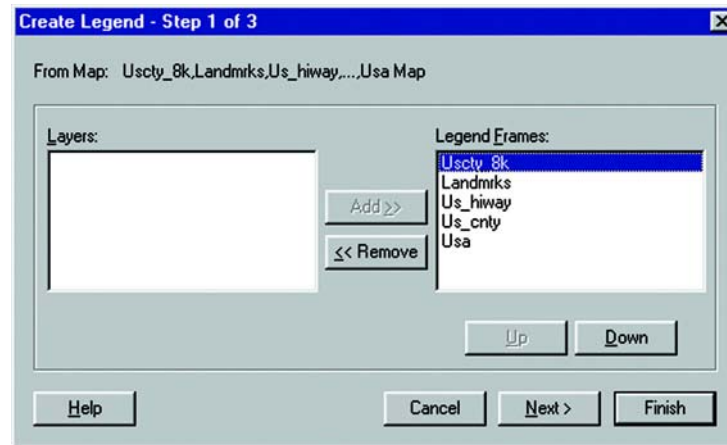 Create Legend - Step 1 of 3
From Map: Uscty_8k,Landmrks,Us_hiway,...,Usa Map
Layers:
Legend Frames:
Uscty_8k
Landmrks
Us_hiway
Us_cnty
Usa
Add >>
<< Remove
Up
Down
Help
Cancel
Next >
Finish